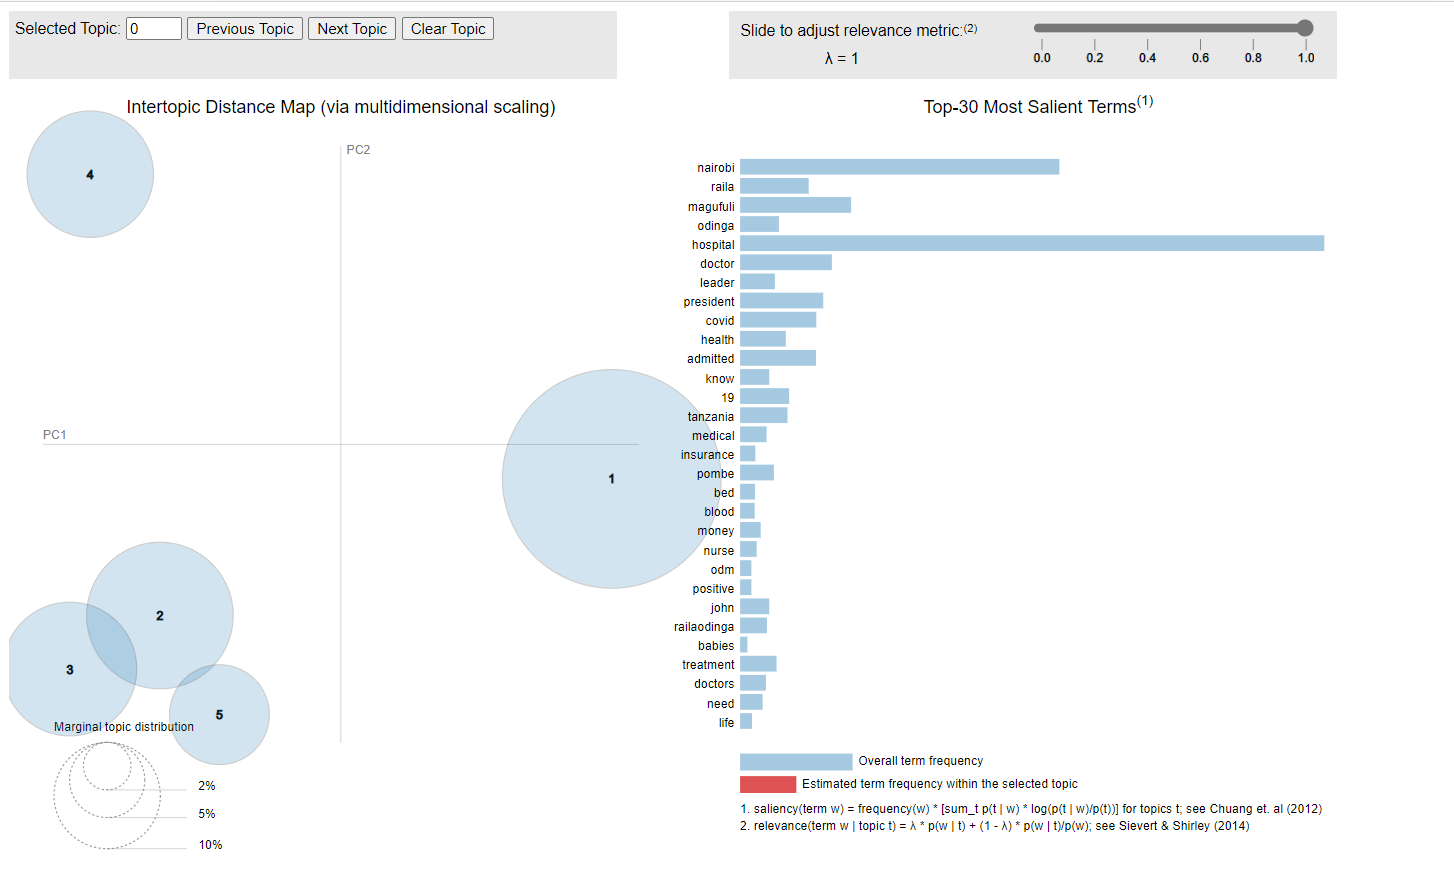 Selected Topic: 0 Previous Topic Next Topic Clear Topic
Slide to adjust relevance metric:(2)
λ = 1
0.0 0.2 0.4 0.6 0.8 1.0
Intertopic Distance Map (via multidimensional scaling)
PC2
PC1
4
1
2
3
5
Marginal topic distribution
2%
5%
10%
Top-30 Most Salient Terms(1)
nairobi
raila
magufuli
odinga
hospital
doctor
leader
president
covid
health
admitted
know
19
tanzania
medical
insurance
pombe
bed
blood
money
nurse
odm
positive
john
railaodinga
babies
treatment
doctors
need
life
Overall term frequency
Estimated term frequency within the selected topic
1. saliency(term w) = frequency(w) * [sum_t p(t | w) * log(p(t | w)/p(t))] for topics t; see Chuang et. al (2012)
2. relevance(term w | topic t) = λ * p(w | t) + (1 - λ) * p(w | t)/p(w); see Sievert & Shirley (2014)